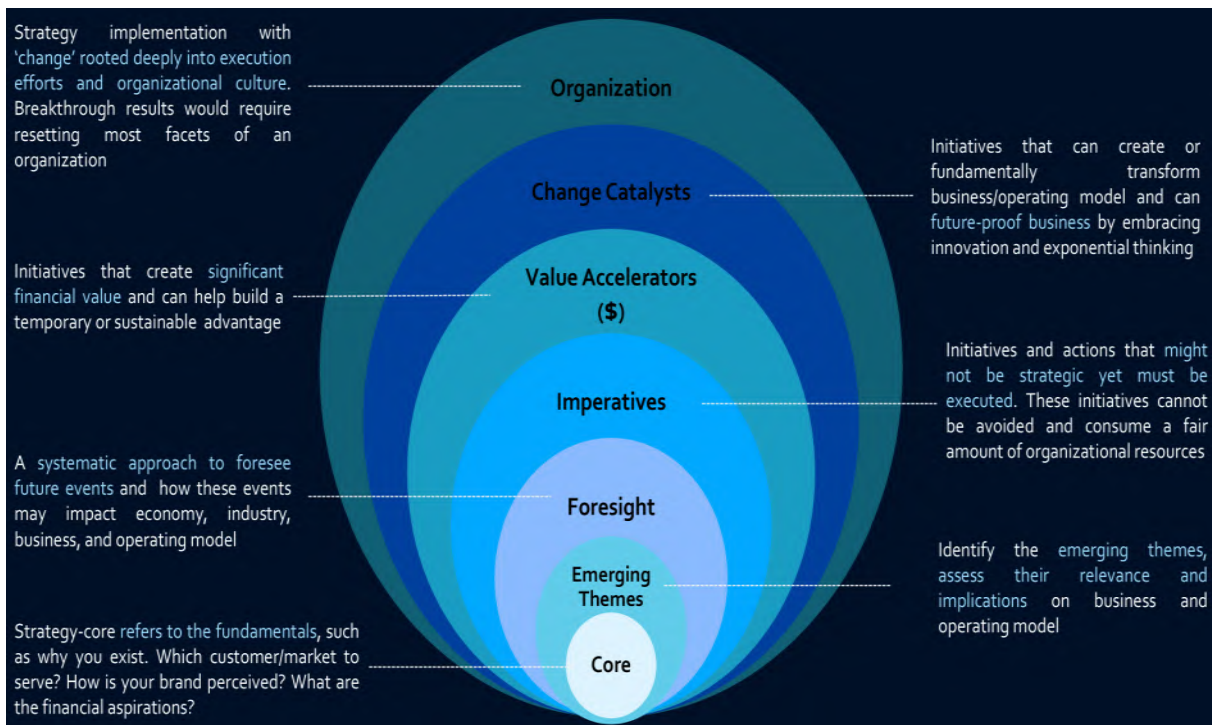 Strategy implementation with
‘change’ rooted deeply into execution
efforts and organizational culture.
Breakthrough results would require
resetting most facets of an
organization
Organization
Initiatives that can create or
fundamentally transform
business/operating model and can
future-proof business by embracing
innovation and exponential thinking
Change Catalysts
Initiatives that create significant
financial value and can help build a
temporary or sustainable advantage
Value Accelerators
($)
Initiatives and actions that might
not be strategic yet must be
executed. These initiatives cannot
be avoided and consume a fair
amount of organizational resources
Imperatives
A systematic approach to foresee
future events and how these events
may impact economy, industry,
business, and operating model
Foresight
Identify the emerging themes,
assess their relevance and
implications on business and
operating model
Emerging
Themes
Strategy-core refers to the fundamentals, such
as why you exist. Which customer/market to
serve? How is your brand perceived? What are
the financial aspirations?
Core